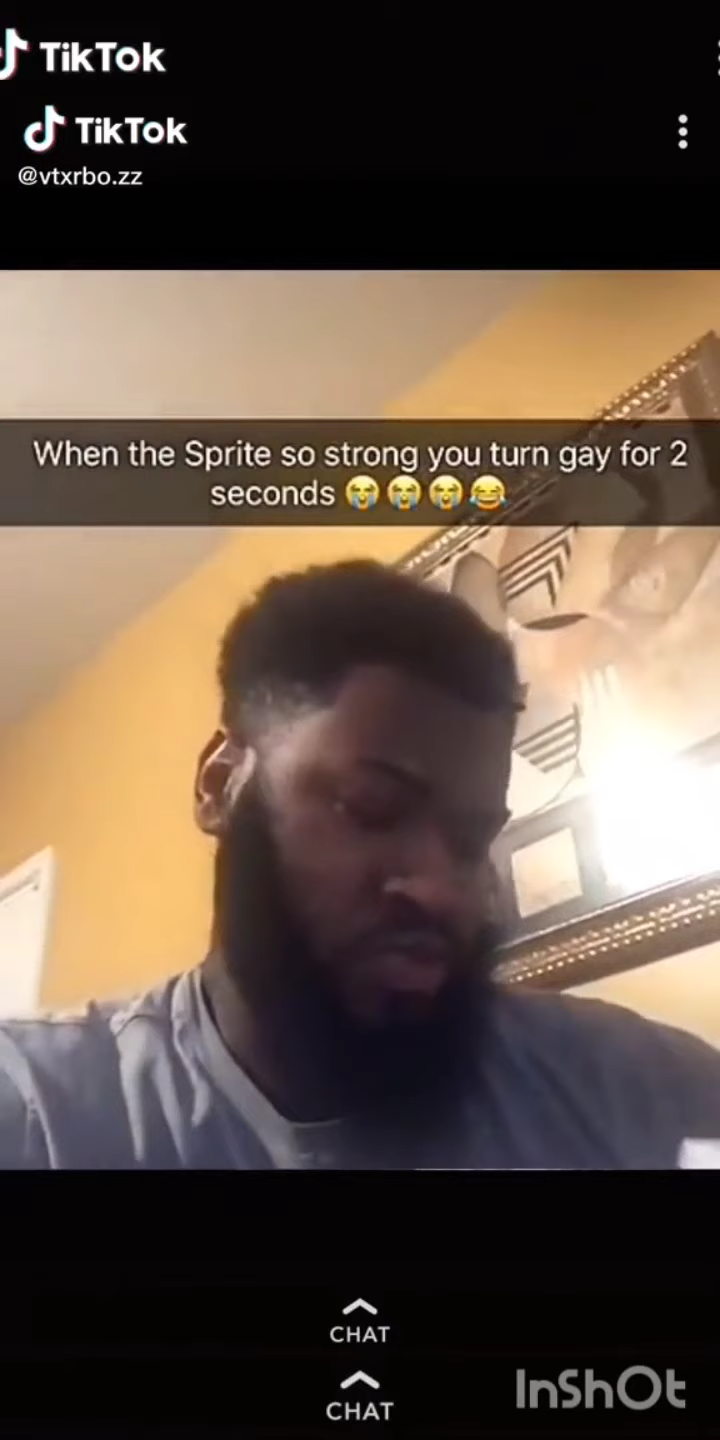 TikTok
TikTok
@vtxrbo.zz
When the Sprite so strong you turn gay for 2
seconds 😭😭😭😂
CHAT
CHAT
InShOt